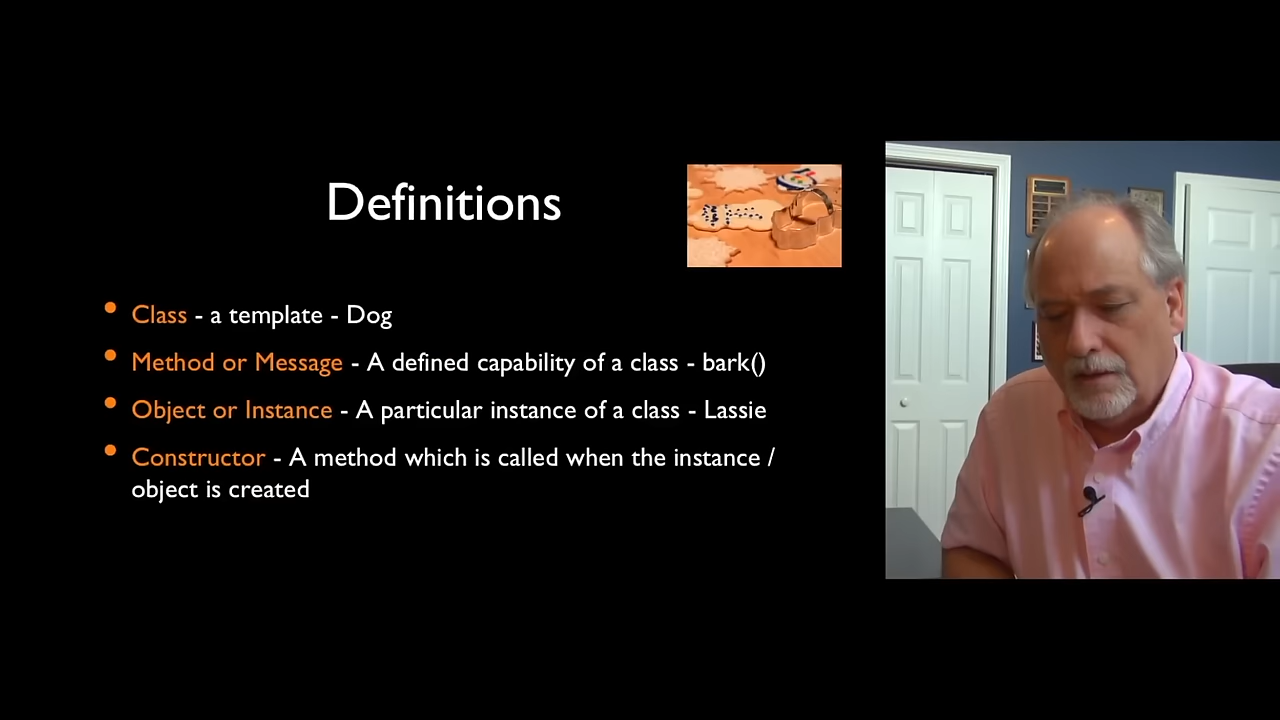 Definitions
• Class - a template - Dog
• Method or Message - A defined capability of a class - bark()
• Object or Instance - A particular instance of a class - Lassie
• Constructor - A method which is called when the instance /
object is created